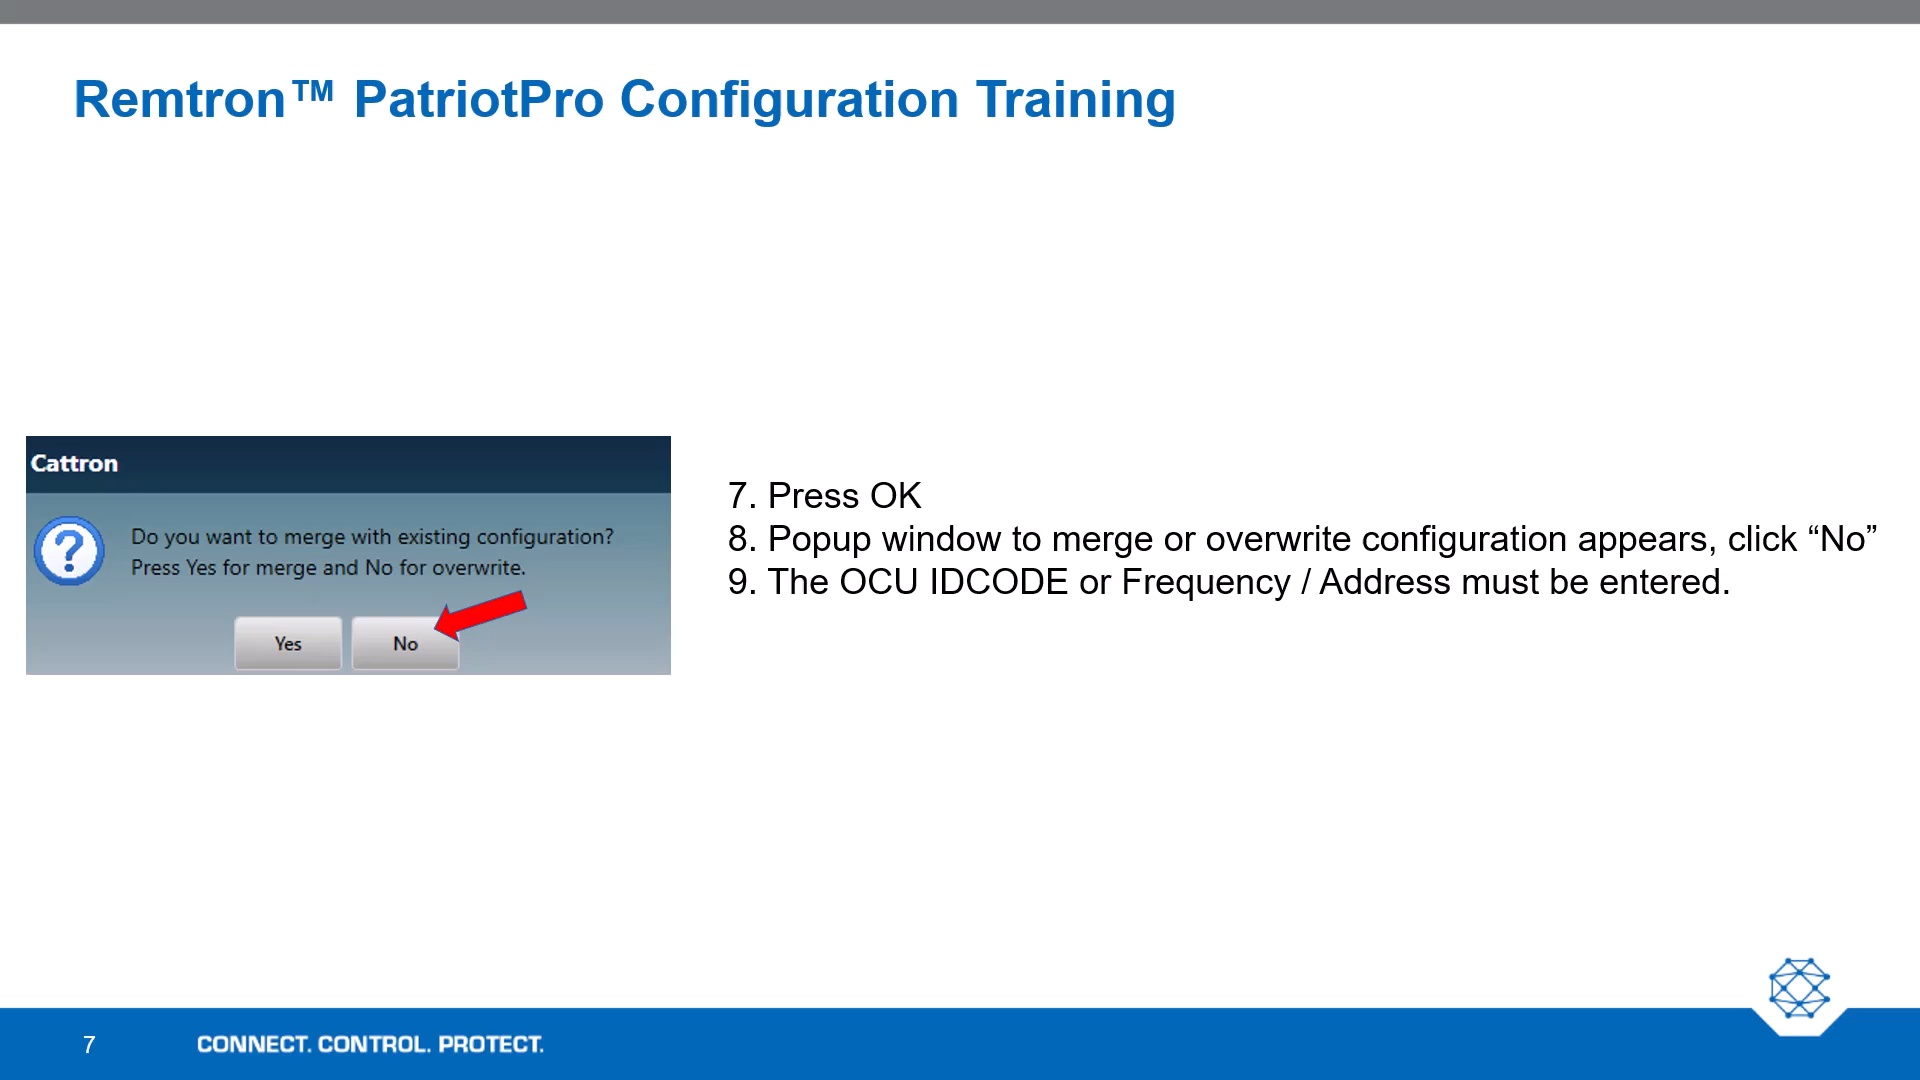 Remtron™ PatriotPro Configuration Training
Cattron
Do you want to merge with existing configuration?
Press Yes for merge and No for overwrite.
Yes
No
7. Press OK
8. Popup window to merge or overwrite configuration appears, click “No”
9. The OCU IDCODE or Frequency / Address must be entered.
7
CONNECT. CONTROL. PROTECT.